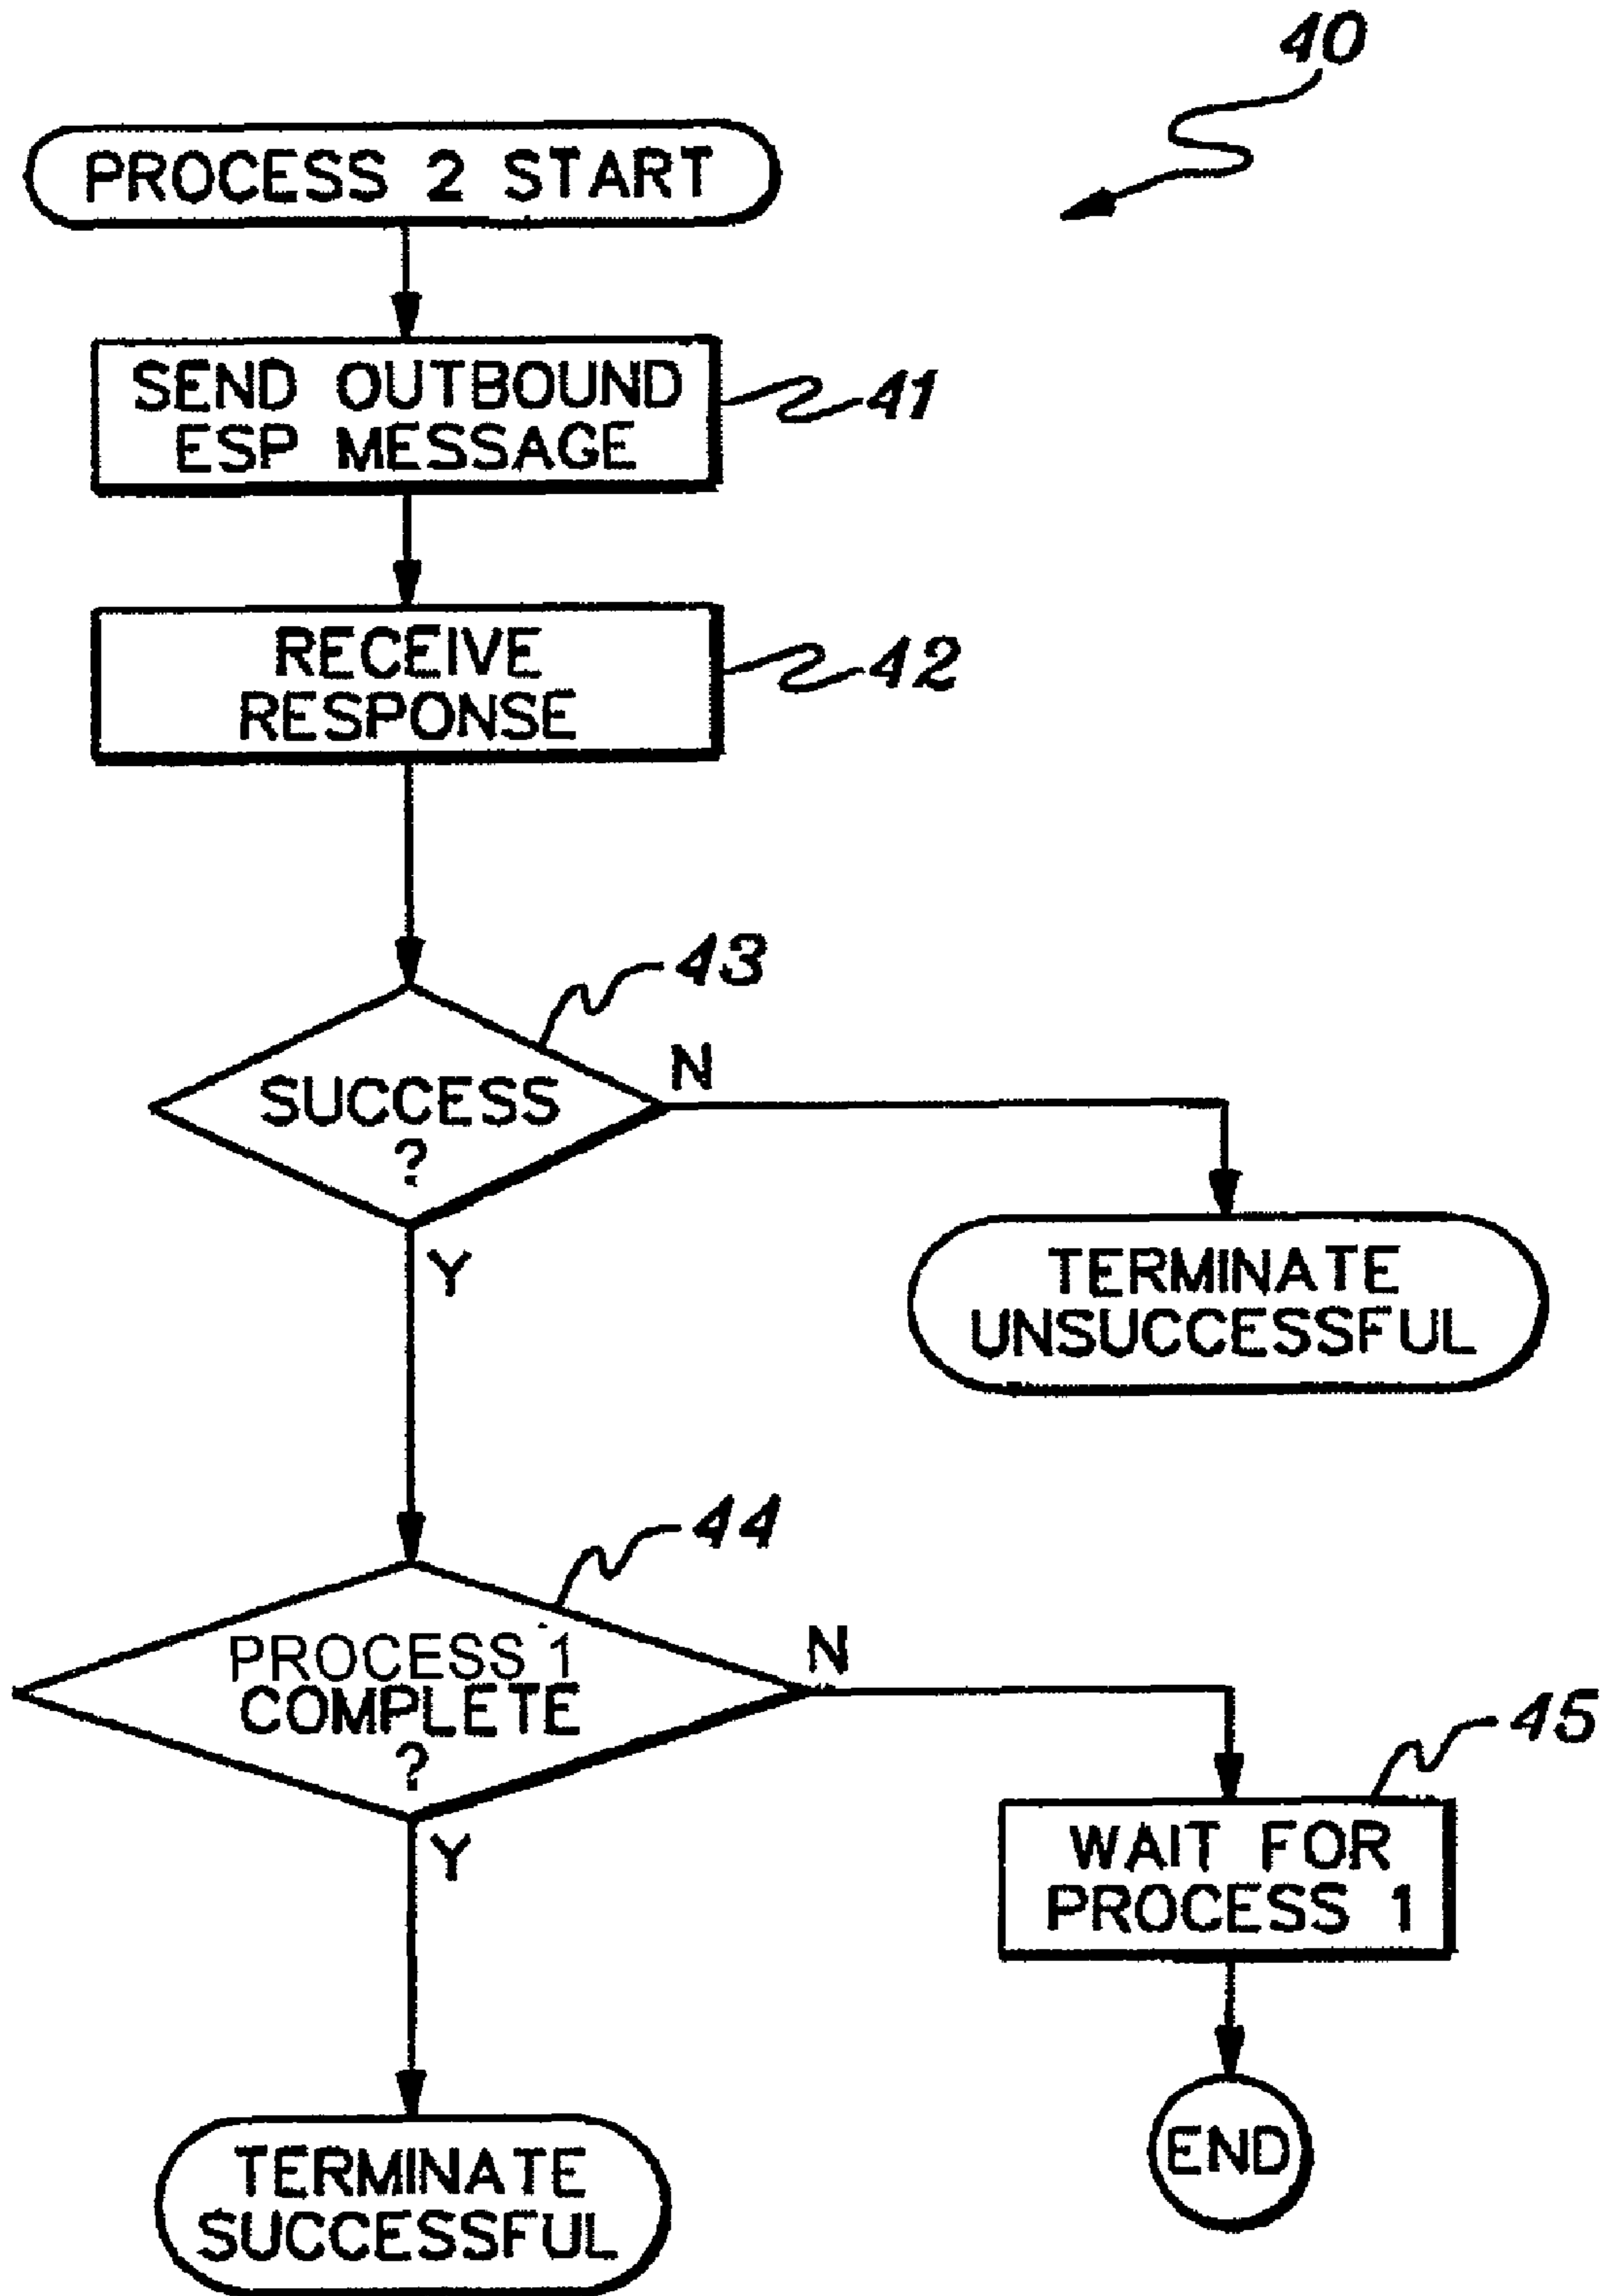 40
PROCESS 2 START
SEND OUTBOUND
ESP MESSAGE
41
RECEIVE
RESPONSE
42
43
SUCCESS
?
N
Y
TERMINATE
UNSUCCESSFUL
44
PROCESS 1
COMPLETE
?
N
Y
45
WAIT FOR
PROCESS 1
END
TERMINATE
SUCCESSFUL